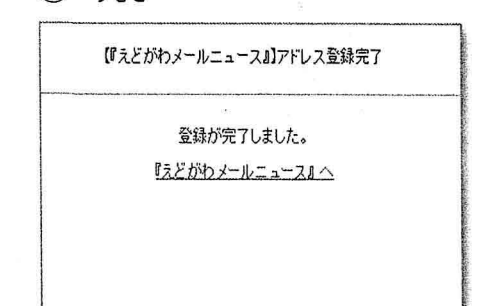 【『えどがわメールニュース』】アドレス登録完了
登録が完了しました。
『えどがわメールニュース』へ